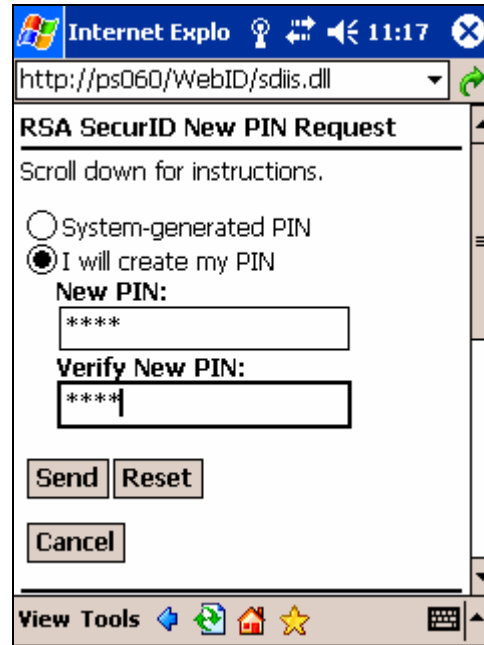 Internet Explo 11:17
http://ps060/WebID/sdiis.dll
RSA SecurID New PIN Request
Scroll down for instructions.
System-generated PIN
I will create my PIN
New PIN:
****
Verify New PIN:
****
Send Reset
Cancel
View Tools